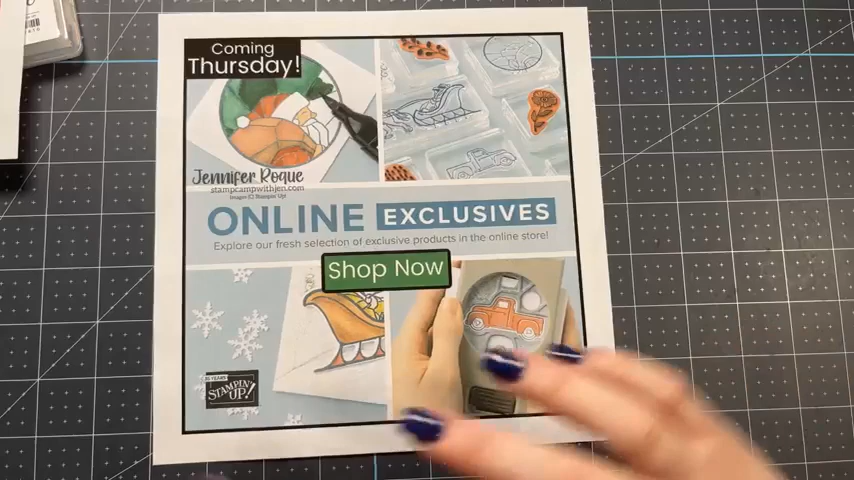 Coming
Thursday!
Jennifer Roque
stampcampwithjen.com
Images (C) Stampin' Up!
ONLINE EXCLUSIVES
Explore our fresh selection of exclusive products in the online store!
Shop Now
STAMPIN' UP!